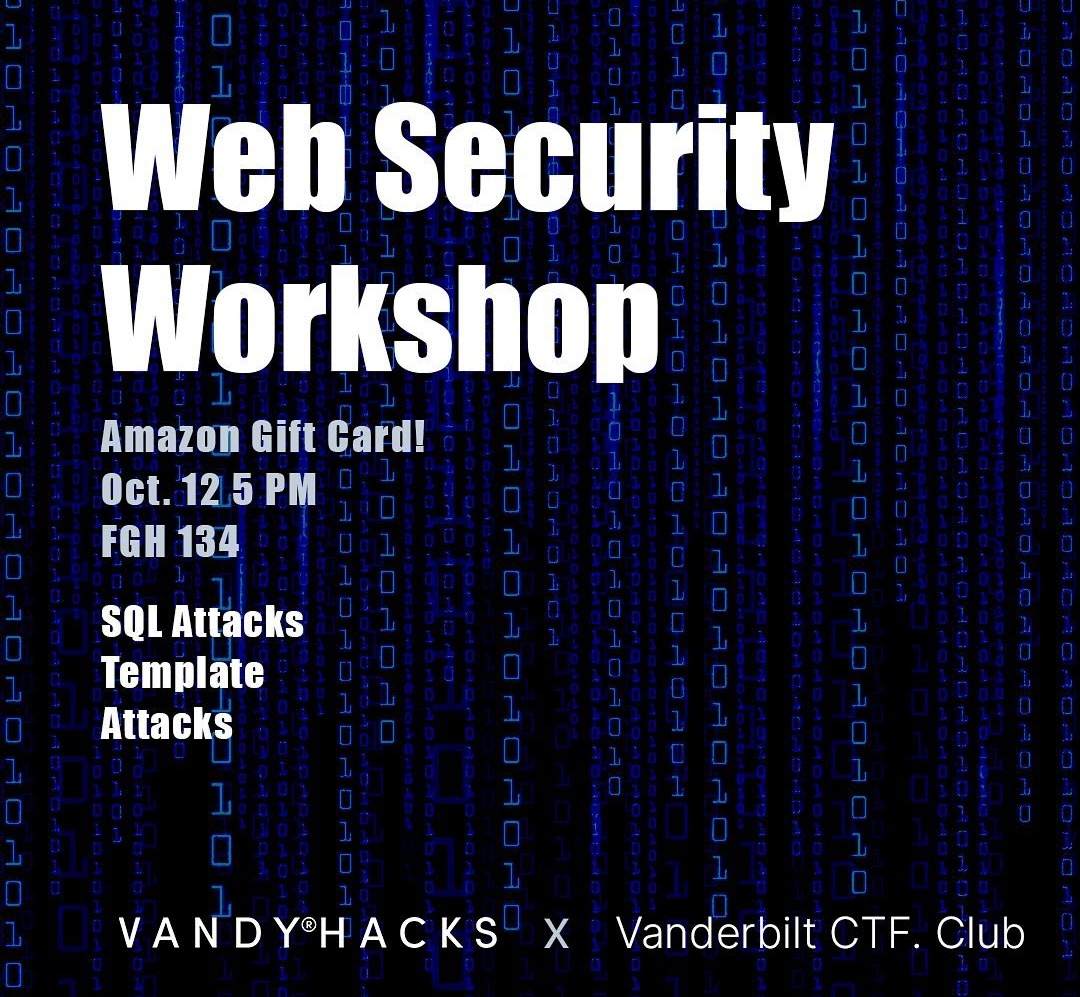 Web Security
Workshop
Amazon Gift Card!
Oct. 12 5 PM
FGH 134
SQL Attacks
Template
Attacks
VANDY®HACKS X Vanderbilt CTF. Club